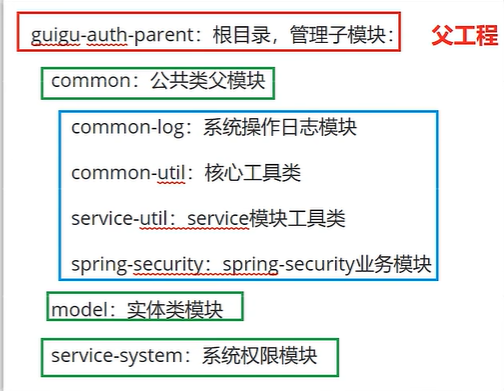 guigu-auth-parent：根目录，管理子模块： 父工程
common：公共类父模块
common-log：系统操作日志模块
common-util：核心工具类
service-util：service模块工具类
spring-security：spring-security业务模块
model：实体类模块
service-system：系统权限模块